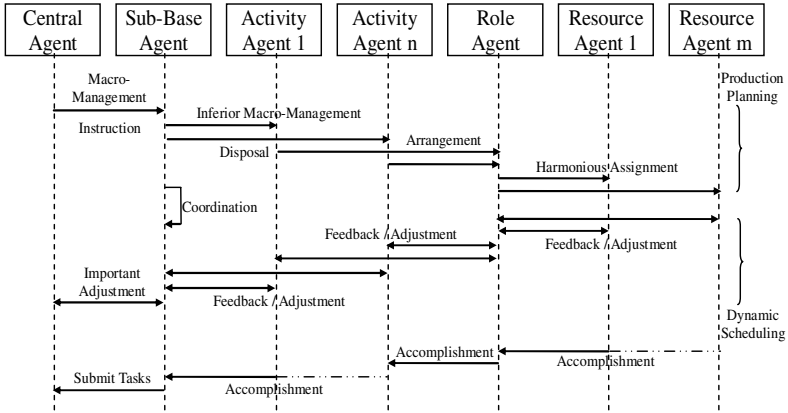 Central
Agent
Sub-Base
Agent
Activity
Agent 1
Activity
Agent n
Role
Agent
Resource
Agent 1
Resource
Agent m
Macro-
Management
Production
Planning
Inferior Macro-Management
Instruction
Arrangement
Disposal
Harmonious Assignment
Coordination
Feedback / Adjustment
Feedback / Adjustment
Important
Adjustment
Feedback / Adjustment
Dynamic
Scheduling
Accomplishment
Accomplishment
Submit Tasks
Accomplishment